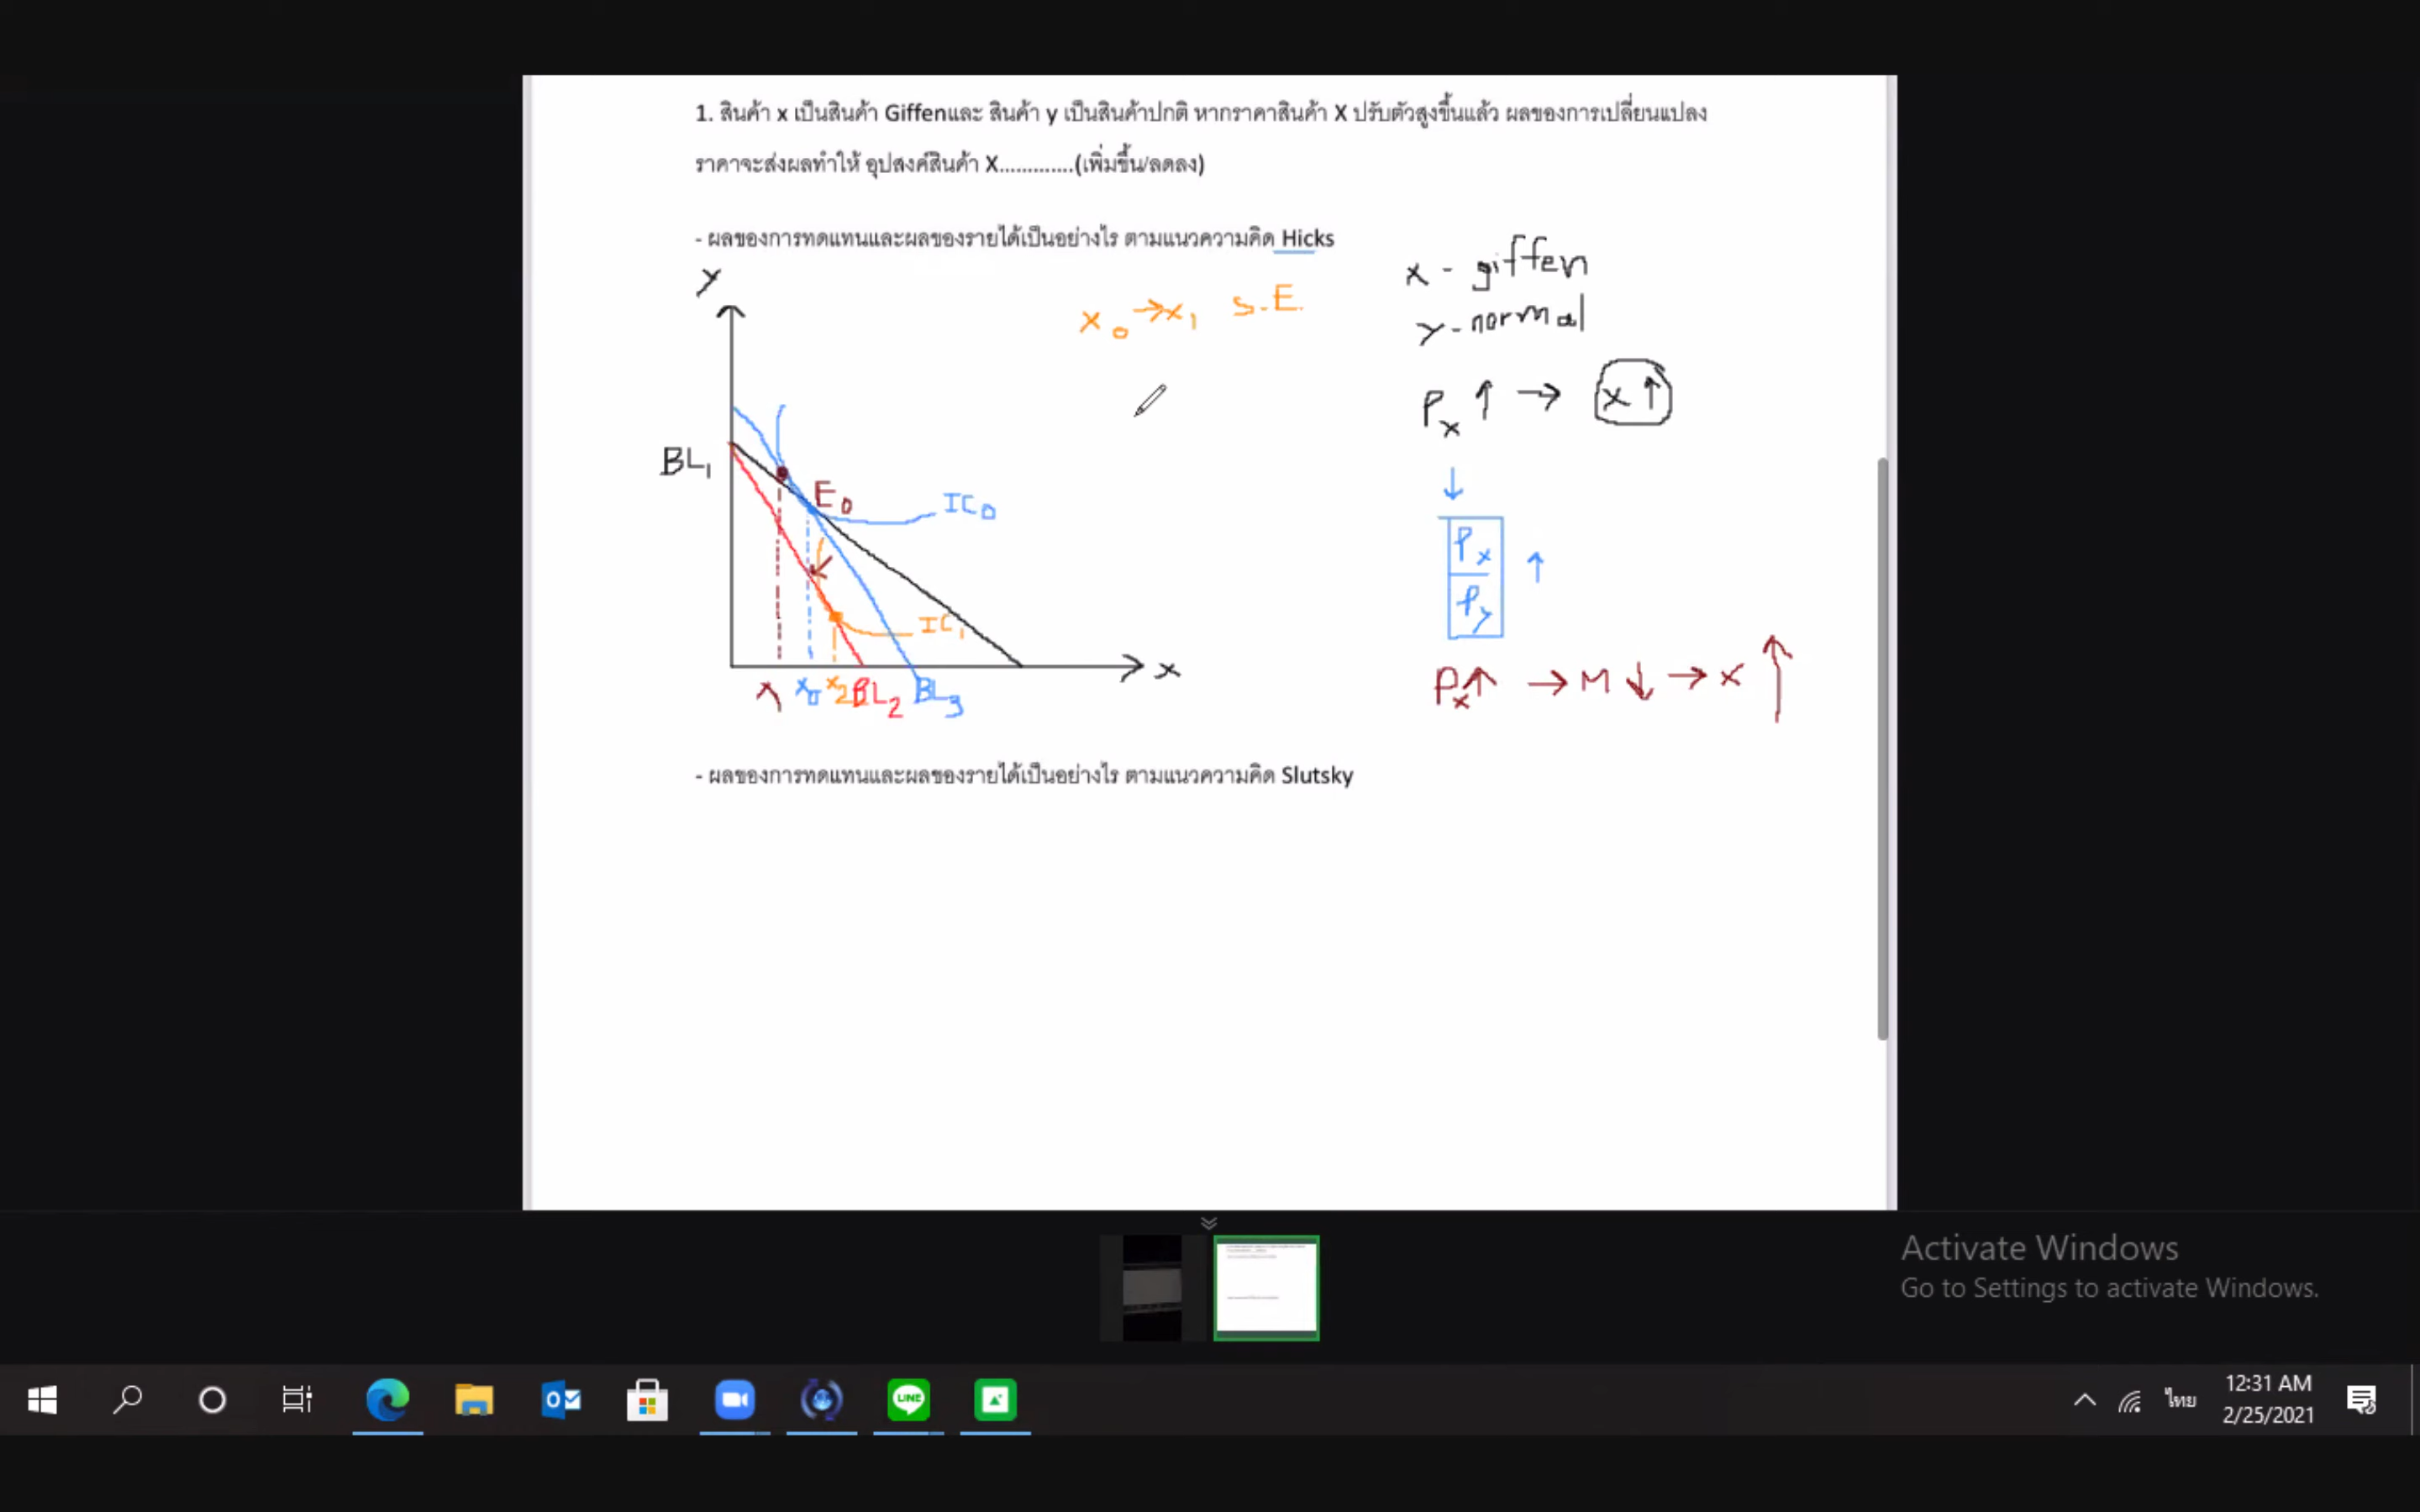 1. สินค้า x เป็นสินค้า Giffenและ สินค้า y เป็นสินค้าปกติ หากราคาสินค้า X ปรับตัวสูงขึ้นแล้ว ผลของการเปลี่ยนแปลง
ราคาจะส่งผลทำให้ อุปสงค์สินค้า X.............(เพิ่มขึ้น/ลดลง)
- ผลของการทดแทนและผลของรายได้เป็นอย่างไร ตามแนวความคิด Hicks
y
x₀ → x₁ S.E.
x - giffen
y - normal
Px ↑ → x ↑
BL₁
E₀
IC₀
↓
Px
Py
↑
IC₁
x
x₀ x₂ BL₂ BL₃
Px ↑ → M ↓ → x ↑
- ผลของการทดแทนและผลของรายได้เป็นอย่างไร ตามแนวความคิด Slutsky
Activate Windows
Go to Settings to activate Windows.
LINE
ไทย
12:31 AM
2/25/2021